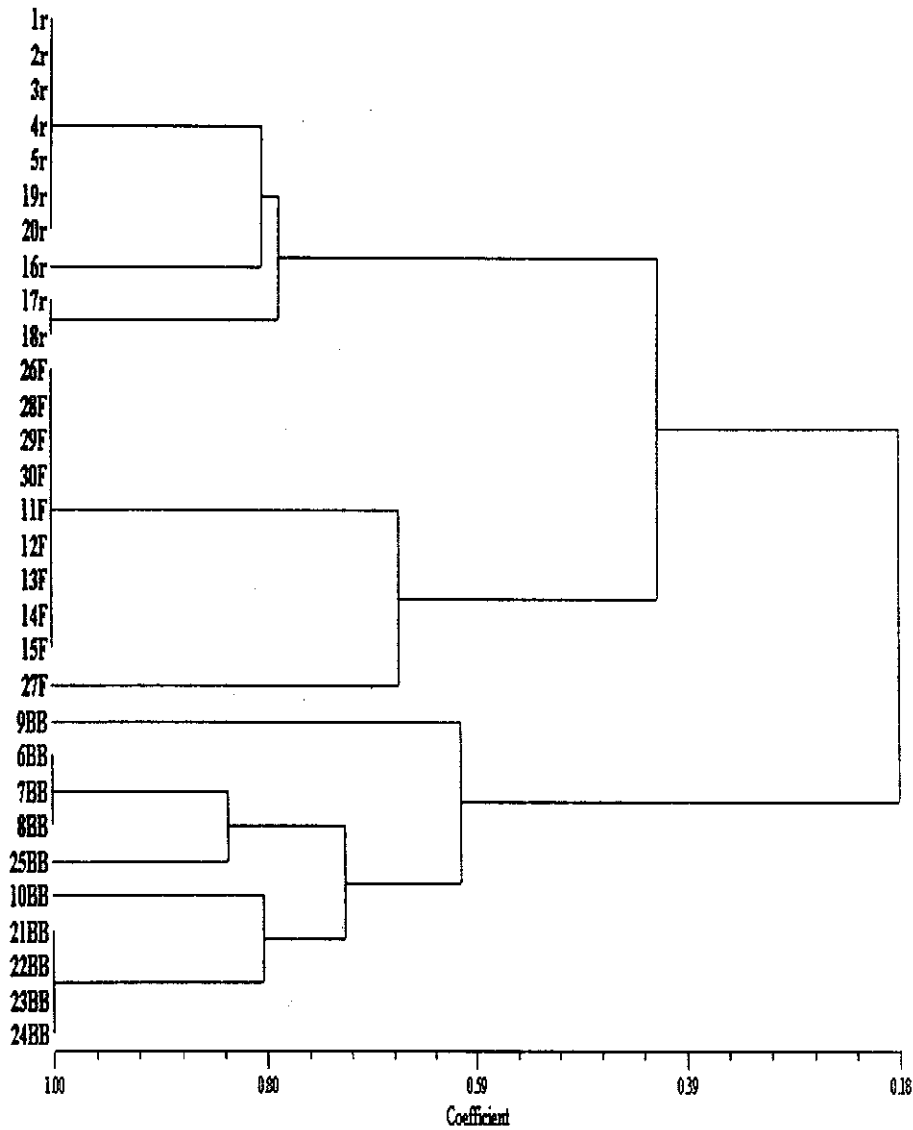 1r
2r
3r
4r
5r
19r
20r
16r
17r
18r
26F
28F
29F
30F
11F
12F
13F
14F
15F
27F
9BB
6BB
7BB
8BB
25BB
10BB
21BB
22BB
23BB
24BB
1.00 0.80 0.59 0.39 0.18
Coefficient